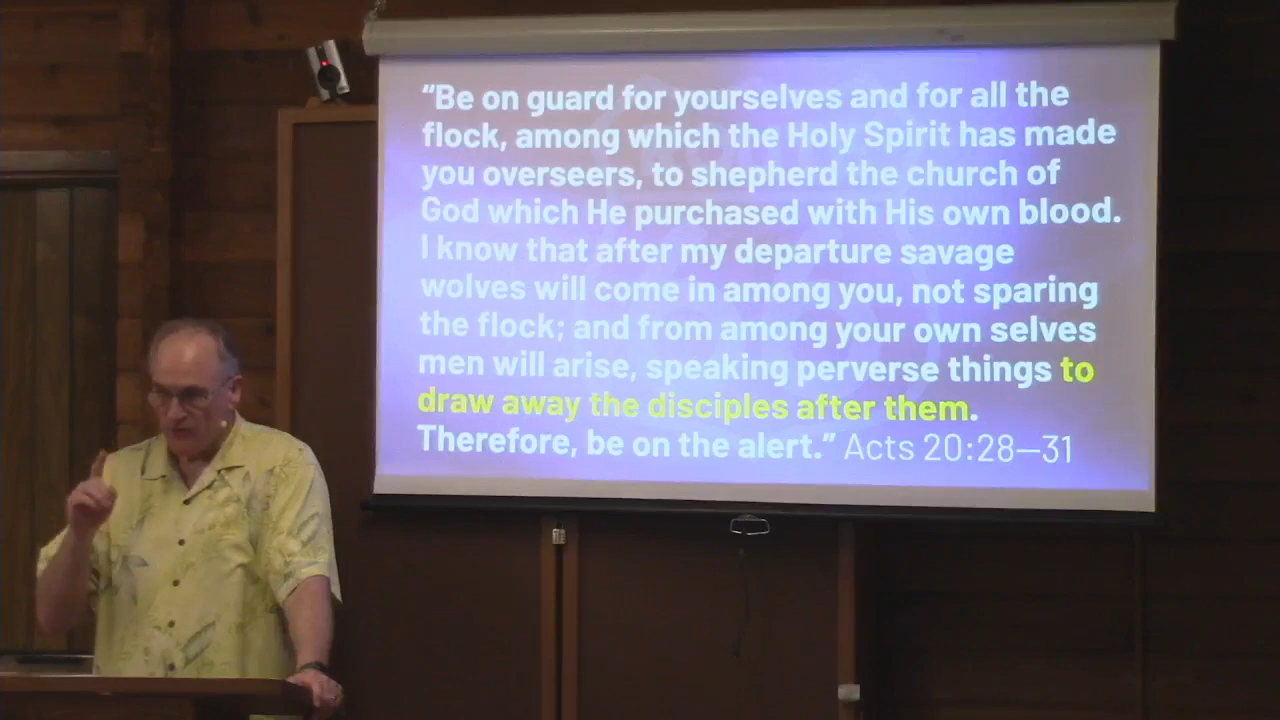 “Be on guard for yourselves and for all the
flock, among which the Holy Spirit has made
you overseers, to shepherd the church of
God which He purchased with His own blood.
I know that after my departure savage
wolves will come in among you, not sparing
the flock; and from among your own selves
men will arise, speaking perverse things to
draw away the disciples after them.
Therefore, be on the alert.” Acts 20:28—31